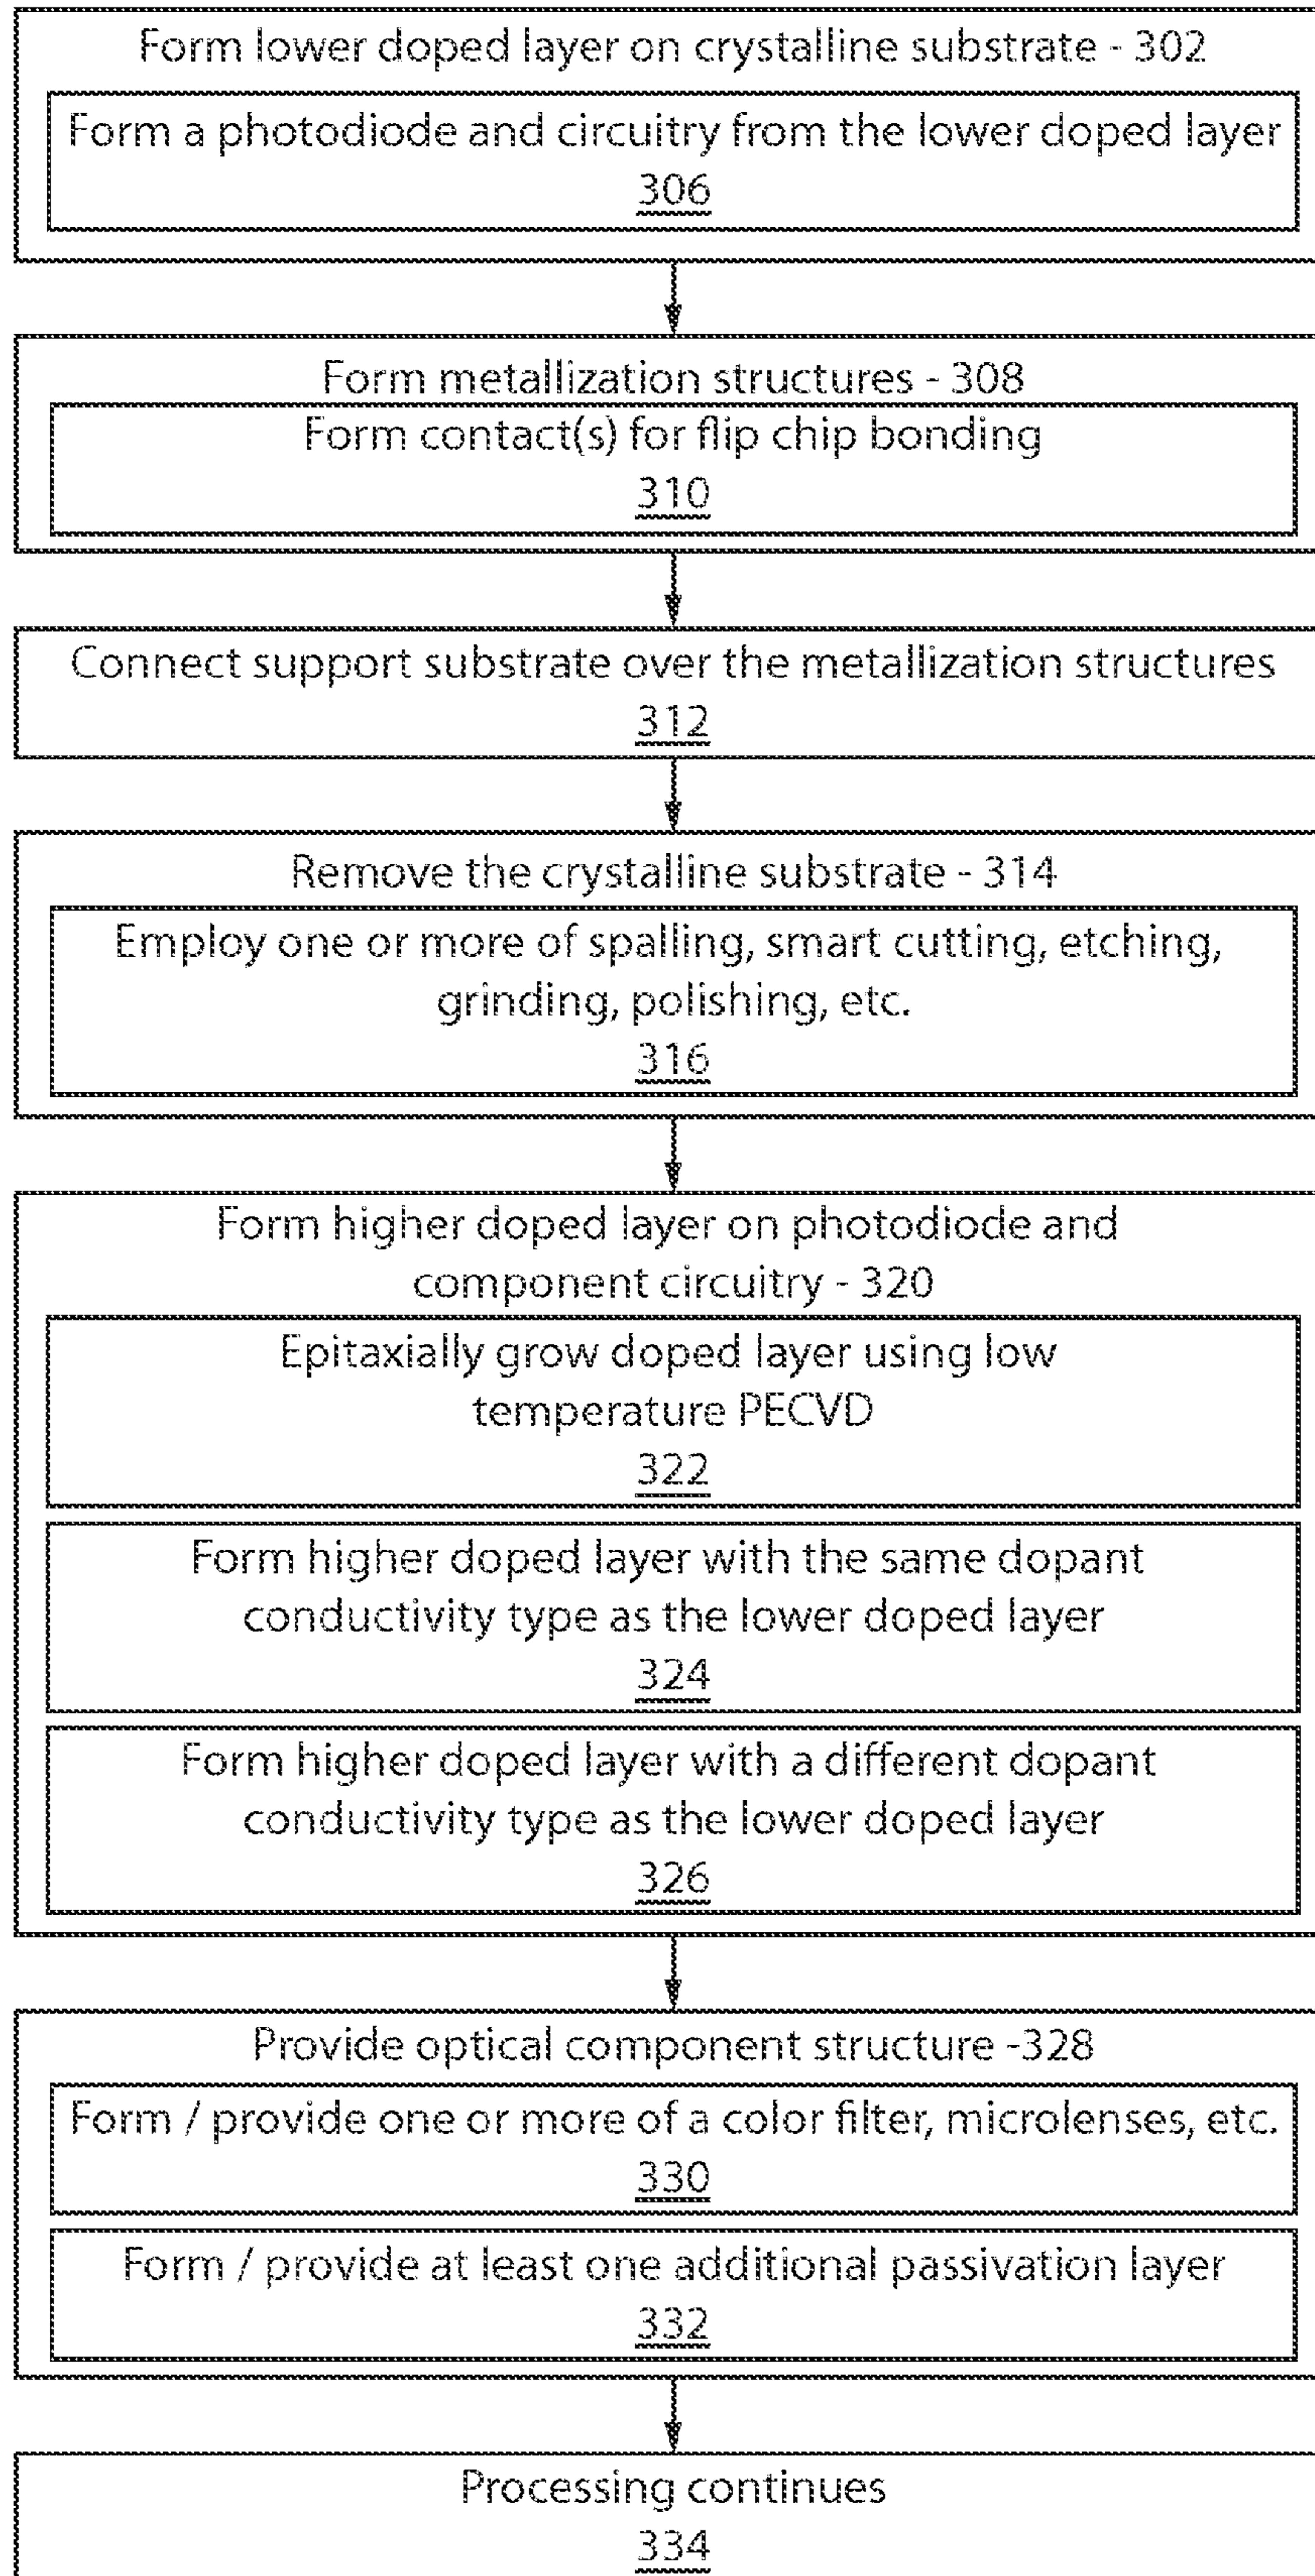 Form lower doped layer on crystalline substrate - 302
Form a photodiode and circuitry from the lower doped layer
306
Form metallization structures - 308
Form contact(s) for flip chip bonding
310
Connect support substrate over the metallization structures
312
Remove the crystalline substrate - 314
Employ one or more of spalling, smart cutting, etching,
grinding, polishing, etc.
316
Form higher doped layer on photodiode and
component circuitry - 320
Epitaxially grow doped layer using low
temperature PECVD
322
Form higher doped layer with the same dopant
conductivity type as the lower doped layer
324
Form higher doped layer with a different dopant
conductivity type as the lower doped layer
326
Provide optical component structure -328
Form / provide one or more of a color filter, microlenses, etc.
330
Form / provide at least one additional passivation layer
332
Processing continues
334